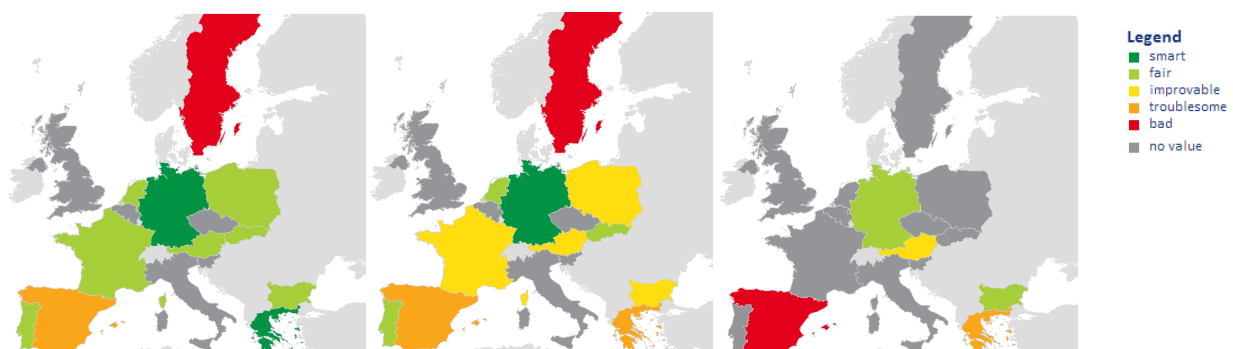 Legend
smart
fair
improvable
troublesome
bad
no value